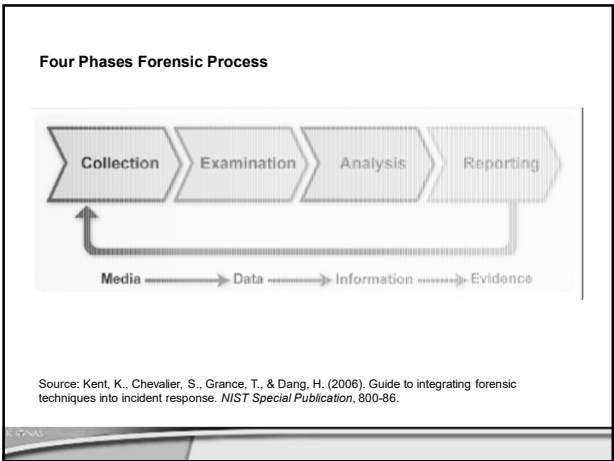 Four Phases Forensic Process
Collection Examination Analysis Reporting
Media Data Information Evidence
Source: Kent, K., Chevalier, S., Grance, T., & Dang, H. (2006). Guide to integrating forensic
techniques into incident response. NIST Special Publication, 800-86.